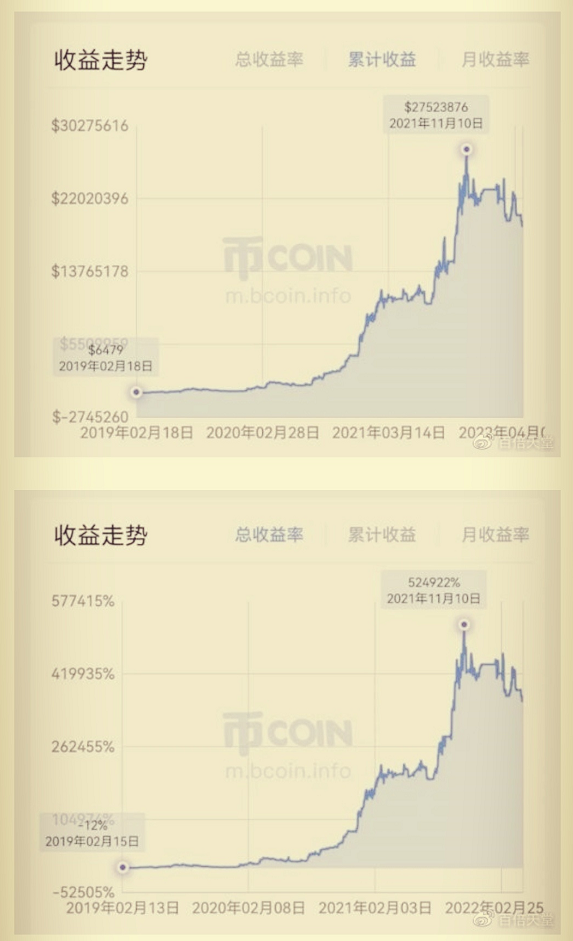 收益走势 总收益率 累计收益 月收益率
$27523876
2021年11月10日
$30275616
$22020396
币COIN
$13765178
m.bcoin.info
$6479
2019年02月18日
$-2745260
2019年02月18日 2020年02月28日 2021年03月14日
收益走势 总收益率 累计收益 月收益率
524922%
2021年11月10日
577415%
419935%
币COIN
262455%
m.bcoin.info
-12%
2019年02月15日
-52505%
2019年02月13日 2020年02月08日 2021年02月03日 2022年02月25